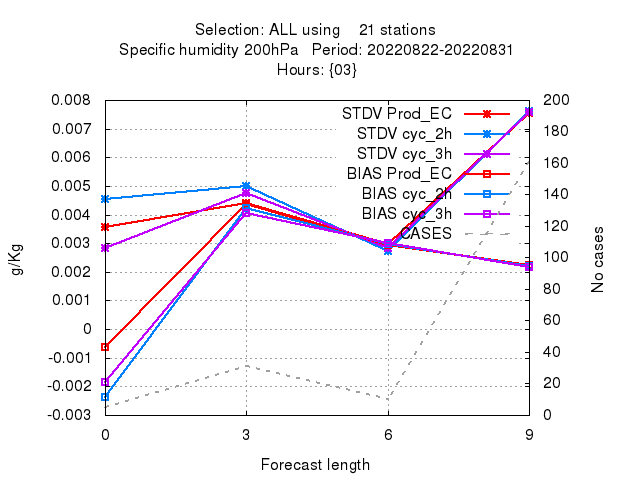 Selection: ALL using    21 stations
Specific humidity 200hPa   Period: 20220822-20220831
Hours: {03}
0.008
0.007
0.006
0.005
0.004
0.003
0.002
0.001
0
-0.001
-0.002
-0.003
g/Kg
STDV Prod_EC
STDV cyc_2h
STDV cyc_3h
BIAS Prod_EC
BIAS cyc_2h
BIAS cyc_3h
CASES
200
180
160
140
120
100
80
60
40
20
0
No cases
0 3 6 9
Forecast length